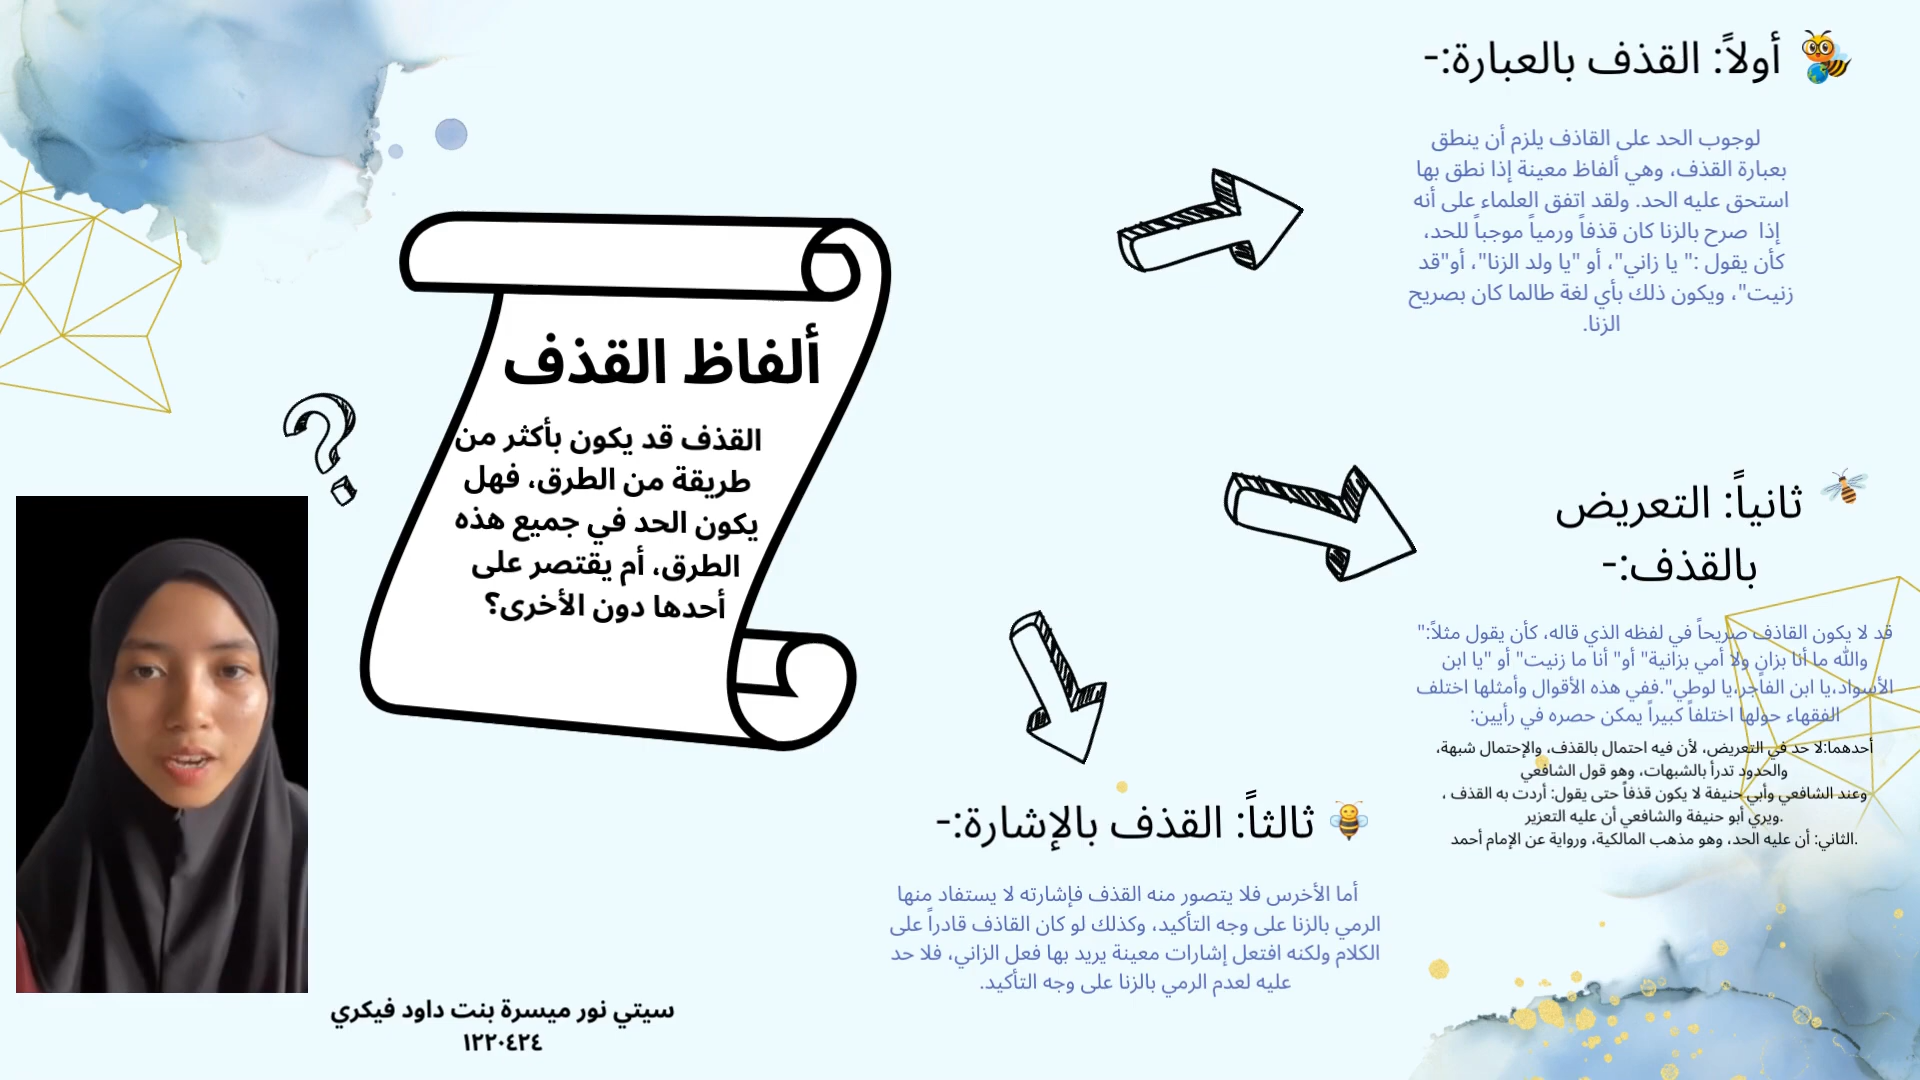 ألفاظ القذف
القذف قد يكون بأكثر من
طريقة من الطرق، فهل
يكون الحد في جميع هذه
الطرق، أم يقتصر على
أحدها دون الأخرى؟
أولاً: القذف بالعبارة:-
لوجوب الحد على القاذف يلزم أن ينطق
بعبارة القذف، وهي ألفاظ معينة إذا نطق بها
استحق عليه الحد. ولقد اتفق العلماء على أنه
إذا صرح بالزنا كان قذفاً ورمياً موجباً للحد،
كأن يقول :" يا زاني"، أو "يا ولد الزنا"، أو"قد
زنيت"، ويكون ذلك بأي لغة طالما كان بصريح
الزنا.
ثانياً: التعريض
بالقذف:-
قد لا يكون القاذف صريحاً في لفظه الذي قاله، كأن يقول مثلاً:"
والله ما أنا بزانٍ ولا أمي بزانية" أو" أنا ما زنيت" أو "يا ابن
الأسواد،يا ابن الفاجر،يا لوطي".ففي هذه الأقوال وأمثلها اختلف
الفقهاء حولها اختلفاً كبيراً يمكن حصره في رأيين:
أحدهما:لا حد في التعريض، لأن فيه احتمال بالقذف، والإحتمال شبهة،
والحدود تدرأ بالشبهات، وهو قول الشافعي
وعند الشافعي وأبي حنيفة لا يكون قذفاً حتى يقول: أردت به القذف ،
.ويري أبو حنيفة والشافعي أن عليه التعزير
.الثاني: أن عليه الحد، وهو مذهب المالكية، ورواية عن الإمام أحمد
ثالثاً: القذف بالإشارة:-
أما الأخرس فلا يتصور منه القذف فإشارته لا يستفاد منها
الرمي بالزنا على وجه التأكيد، وكذلك لو كان القاذف قادراً على
الكلام ولكنه افتعل إشارات معينة يريد بها فعل الزاني، فلا حد
عليه لعدم الرمي بالزنا على وجه التأكيد.
سيتي نور ميسرة بنت داود فيكري
١٢٢٠٤٢٤